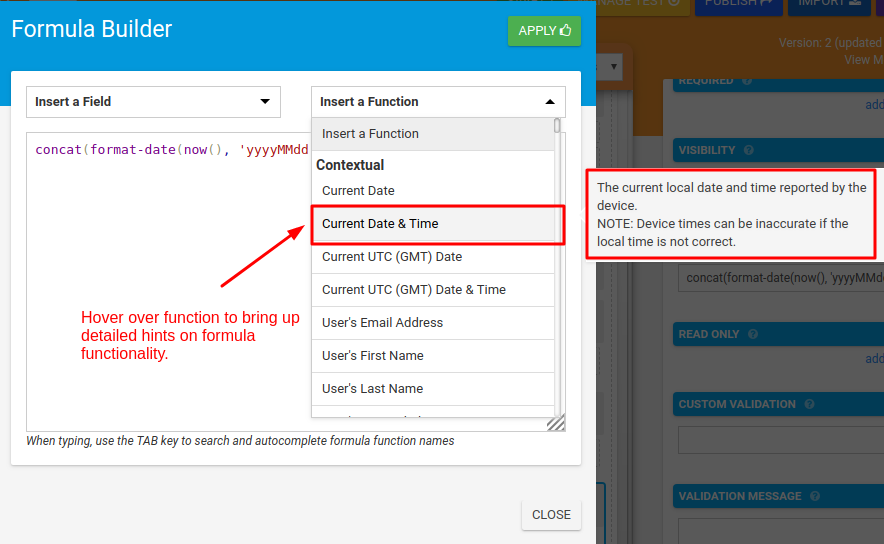 Formula Builder
APPLY
MANAGE TEST
PUBLISH
IMPORT
Version: 2 (updated
View M
Insert a Field
Insert a Function
Insert a Function
Contextual
Current Date
Current Date & Time
Current UTC (GMT) Date
Current UTC (GMT) Date & Time
User's Email Address
User's First Name
User's Last Name
concat(format-date(now(), 'yyyyMMdd
Hover over function to bring up
detailed hints on formula
functionality.
When typing, use the TAB key to search and autocomplete formula function names
CLOSE
REQUIRED
add
VISIBILITY
The current local date and time reported by the
device.
NOTE: Device times can be inaccurate if the
local time is not correct.
concat(format-date(now(), 'yyyyMMdd
READ ONLY
add
CUSTOM VALIDATION
VALIDATION MESSAGE